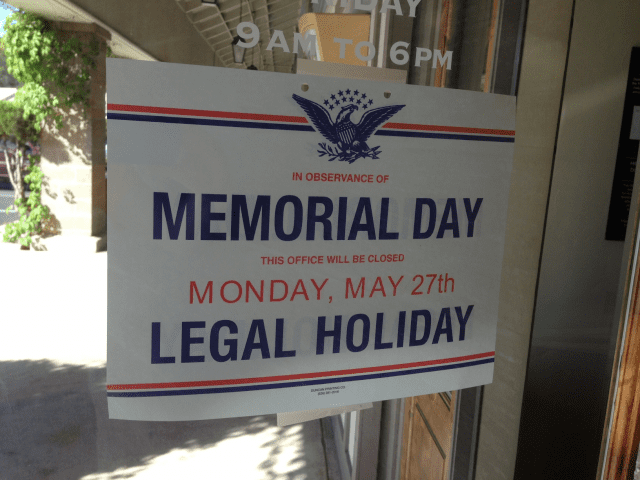 DAY
9 AM TO 6 PM
IN OBSERVANCE OF
MEMORIAL DAY
THIS OFFICE WILL BE CLOSED
MONDAY, MAY 27th
LEGAL HOLIDAY